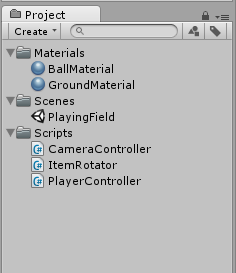 Project
Create
Materials
BallMaterial
GroundMaterial
Scenes
PlayingField
Scripts
C# CameraController
C# ItemRotator
C# PlayerController